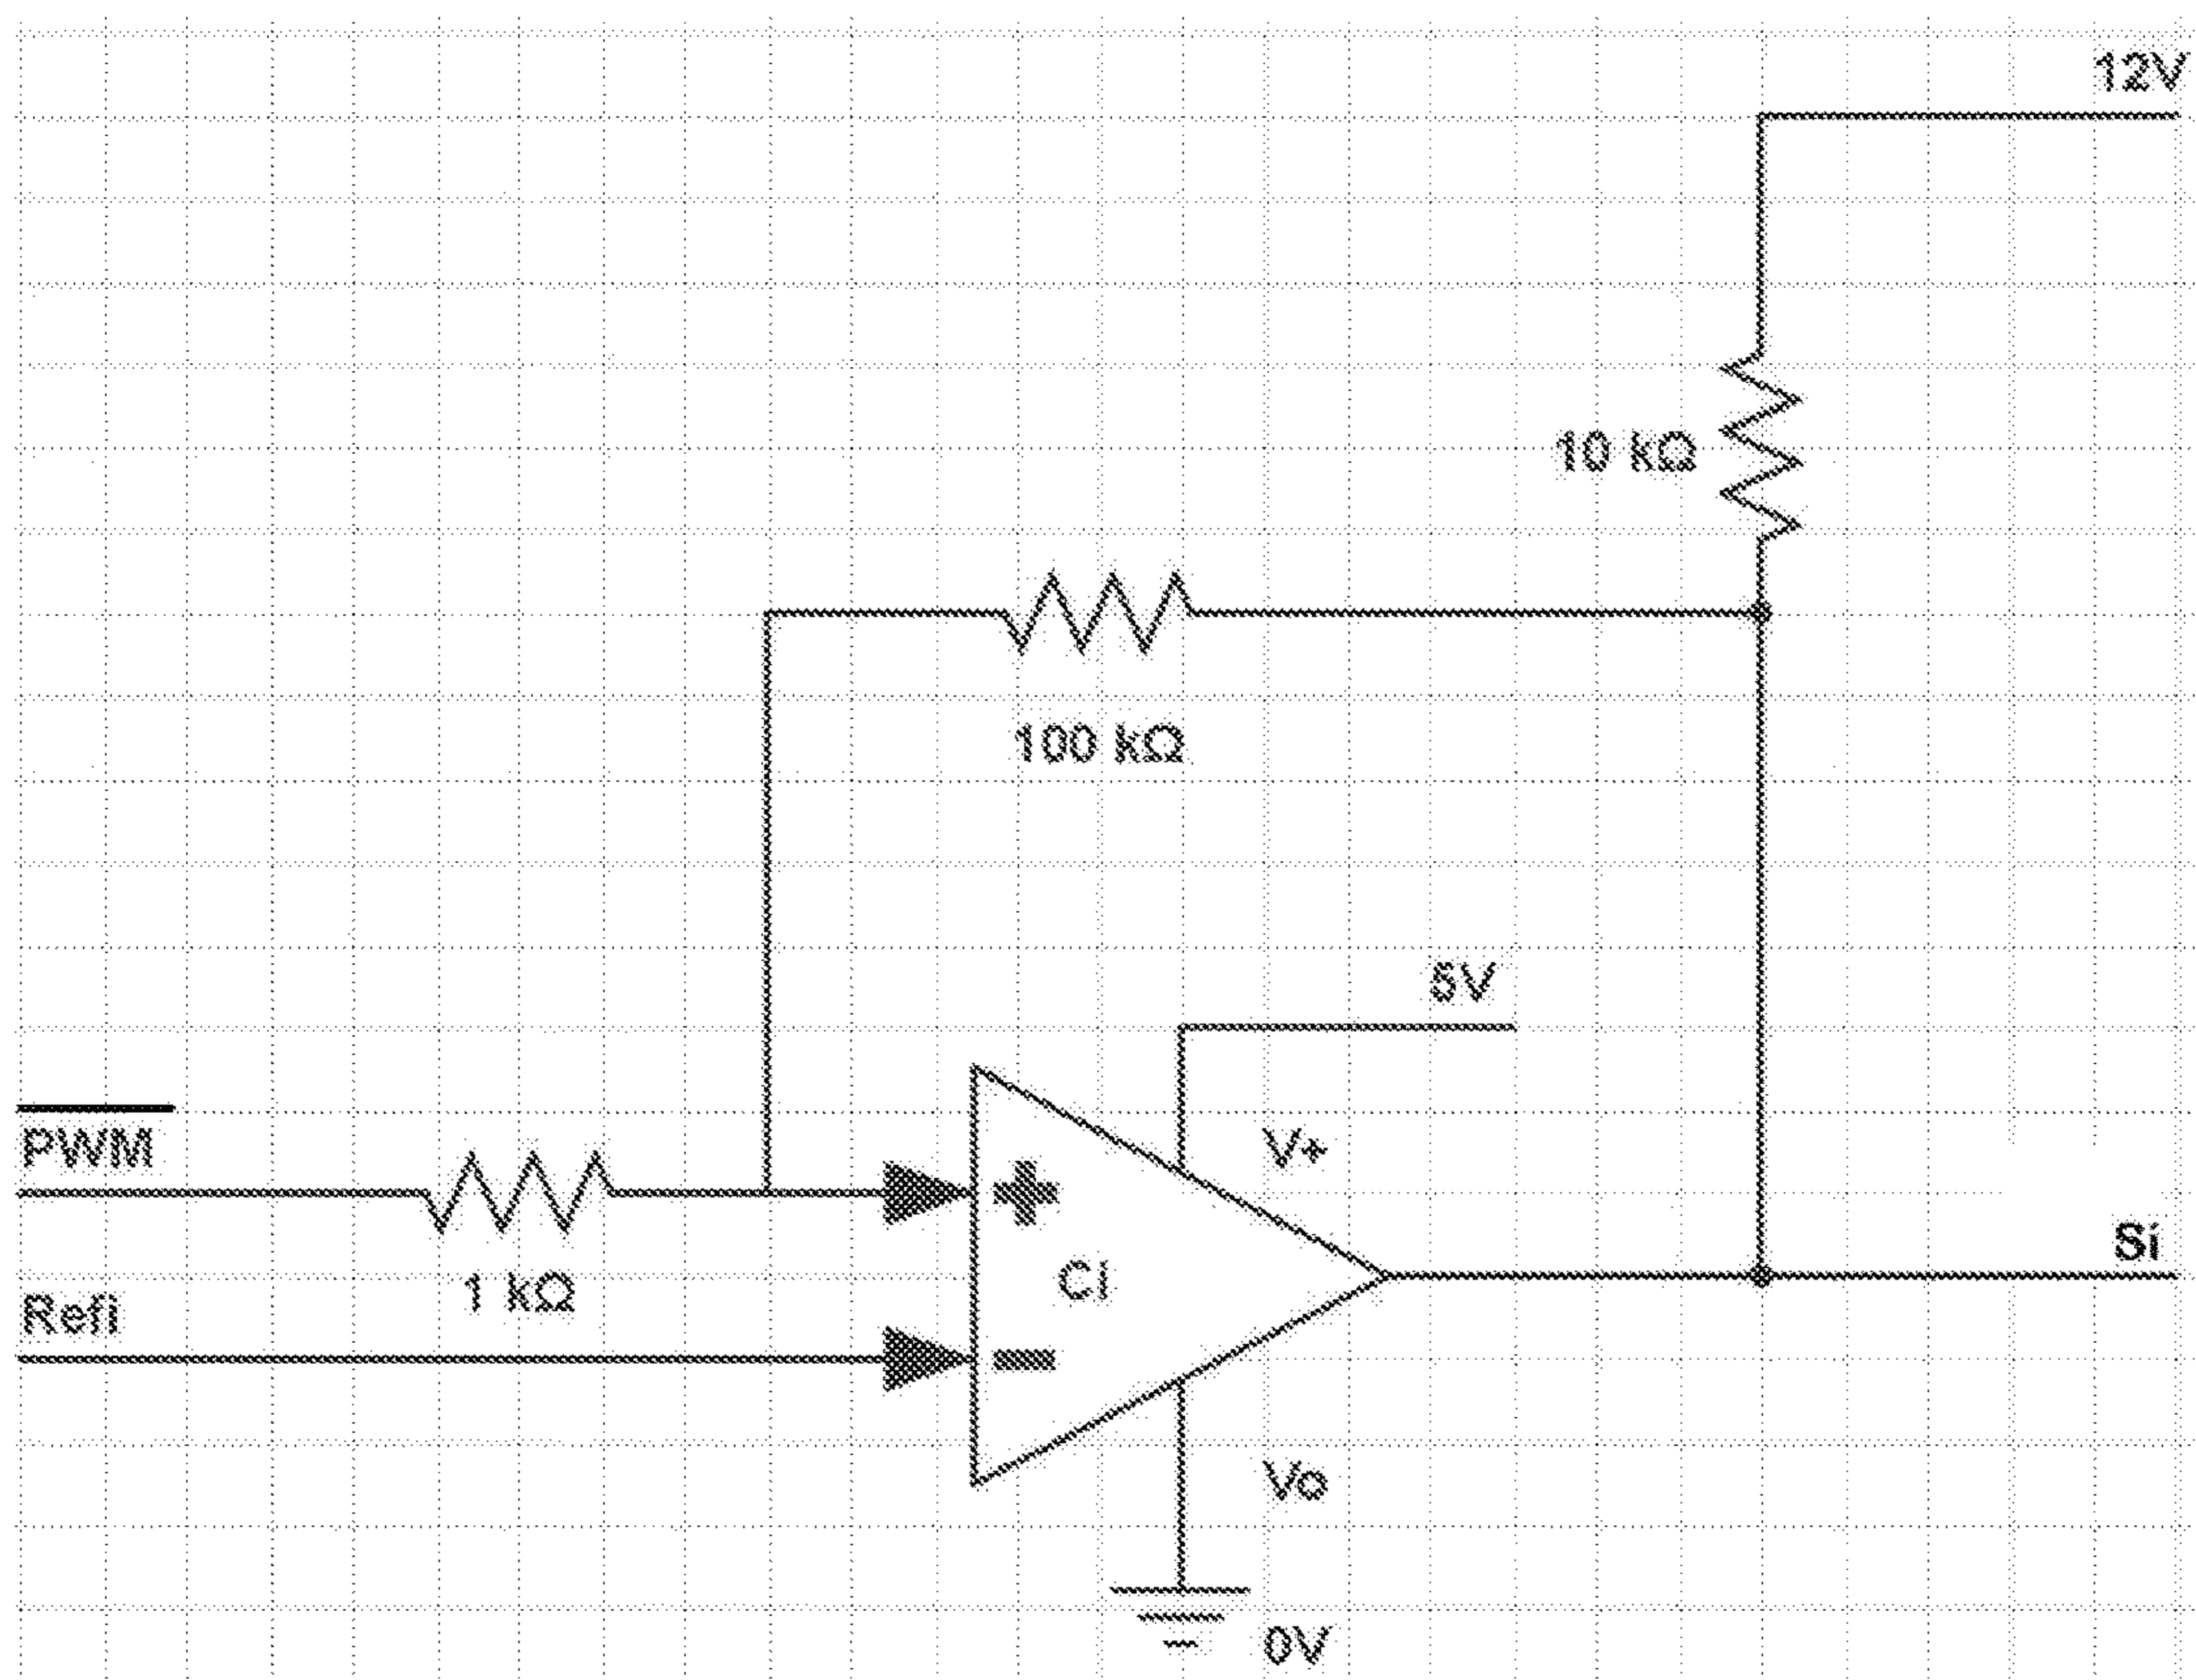 12V
10 kΩ
100 kΩ
5V
PWM
V+
+
Si
Ci
1 kΩ
Refi
−
Vo
0V